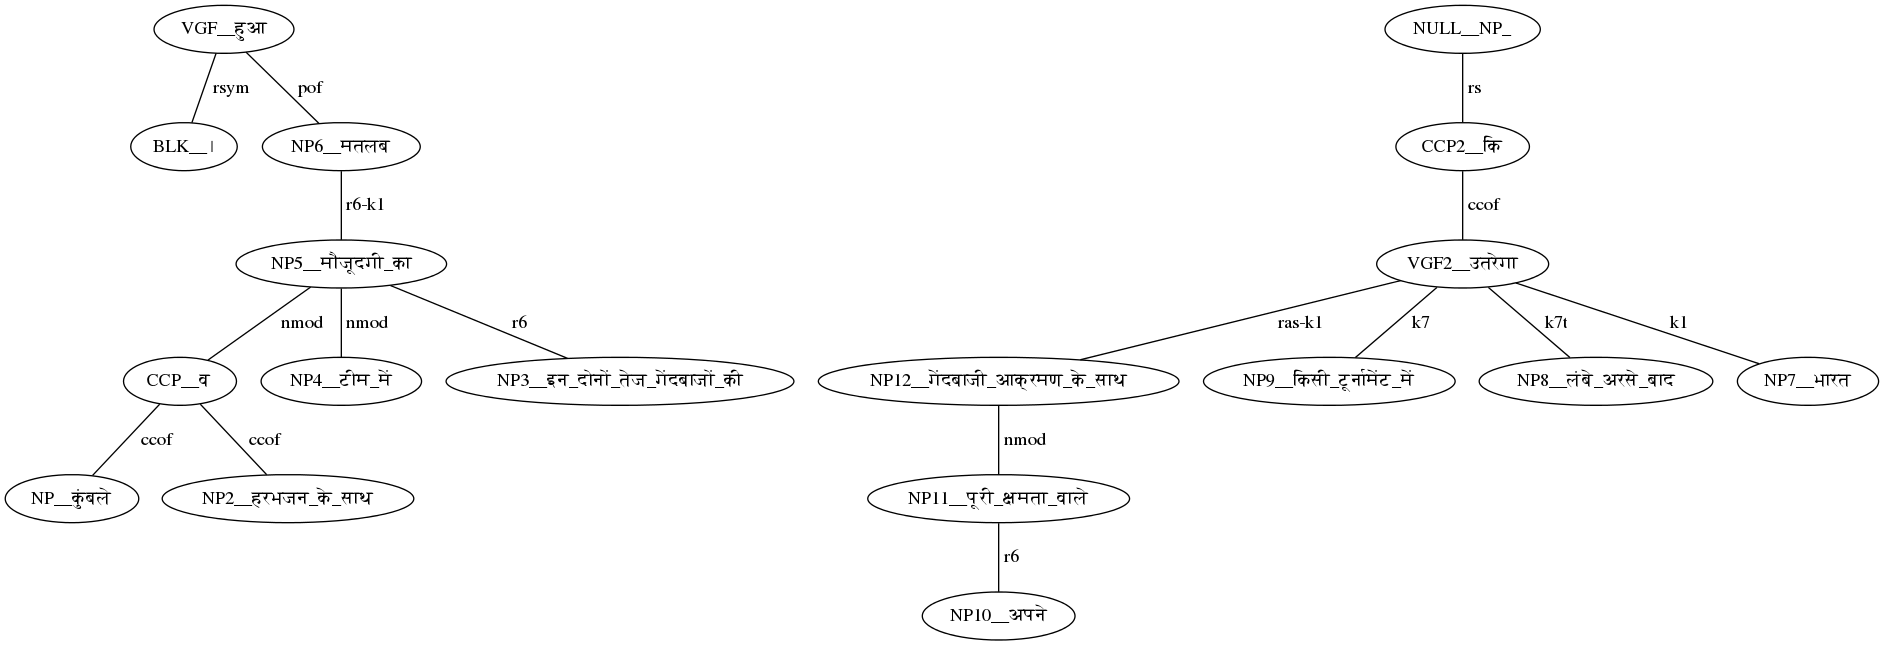 VGF__हुआ NULL__NP_
rsym pof rs
BLK__। NP6__मतलब CCP2__कि
r6-k1 ccof
NP5__मौजूदगी_का VGF2__उतरेगा
nmod nmod r6 ras-k1 k7 k7t k1
CCP__व NP4__टीम_में NP3__इन_दोनों_तेज_गेंदबाजों_की NP12__गेंदबाजी_आक्रमण_के_साथ NP9__किसी_टूर्नामेंट_में NP8__लंबे_अरसे_बाद NP7__भारत
ccof ccof nmod
NP__कुंबले NP2__हरभजन_के_साथ NP11__पूरी_क्षमता_वाले
r6
NP10__अपने